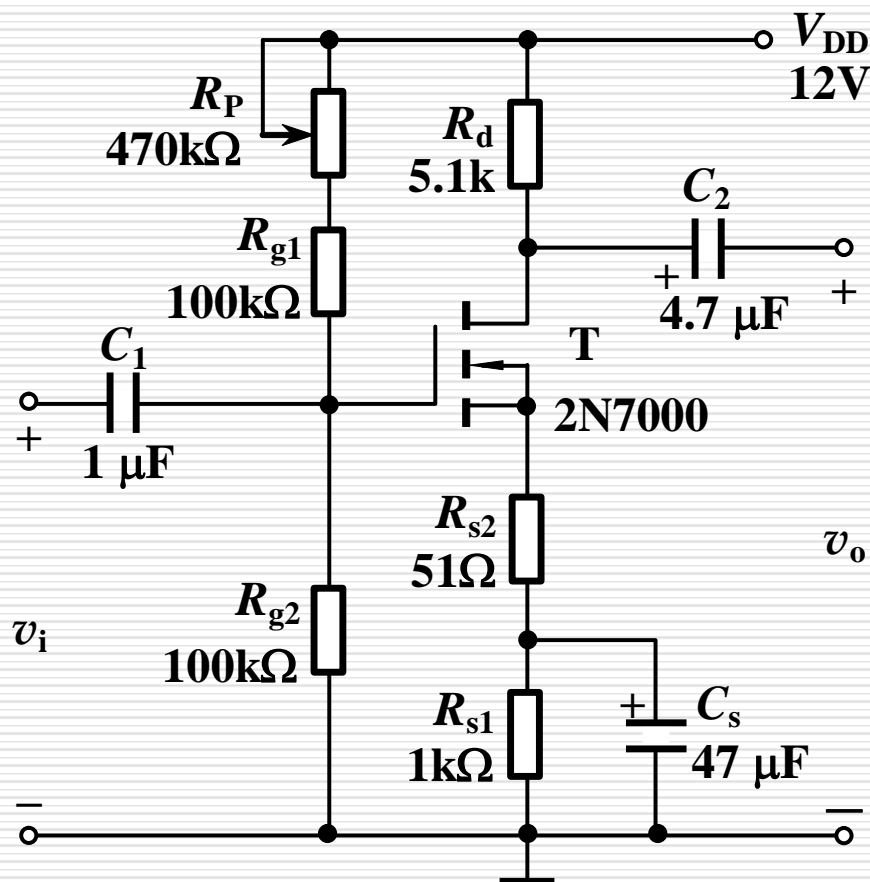 V_DD
12V
R_P
470kΩ
R_d
5.1k
C_2
+
4.7 μF
+
R_g1
100kΩ
C_1
T
2N7000
+
1 μF
R_s2
51Ω
v_o
R_g2
100kΩ
v_i
R_s1
1kΩ
+
C_s
47 μF
−
−